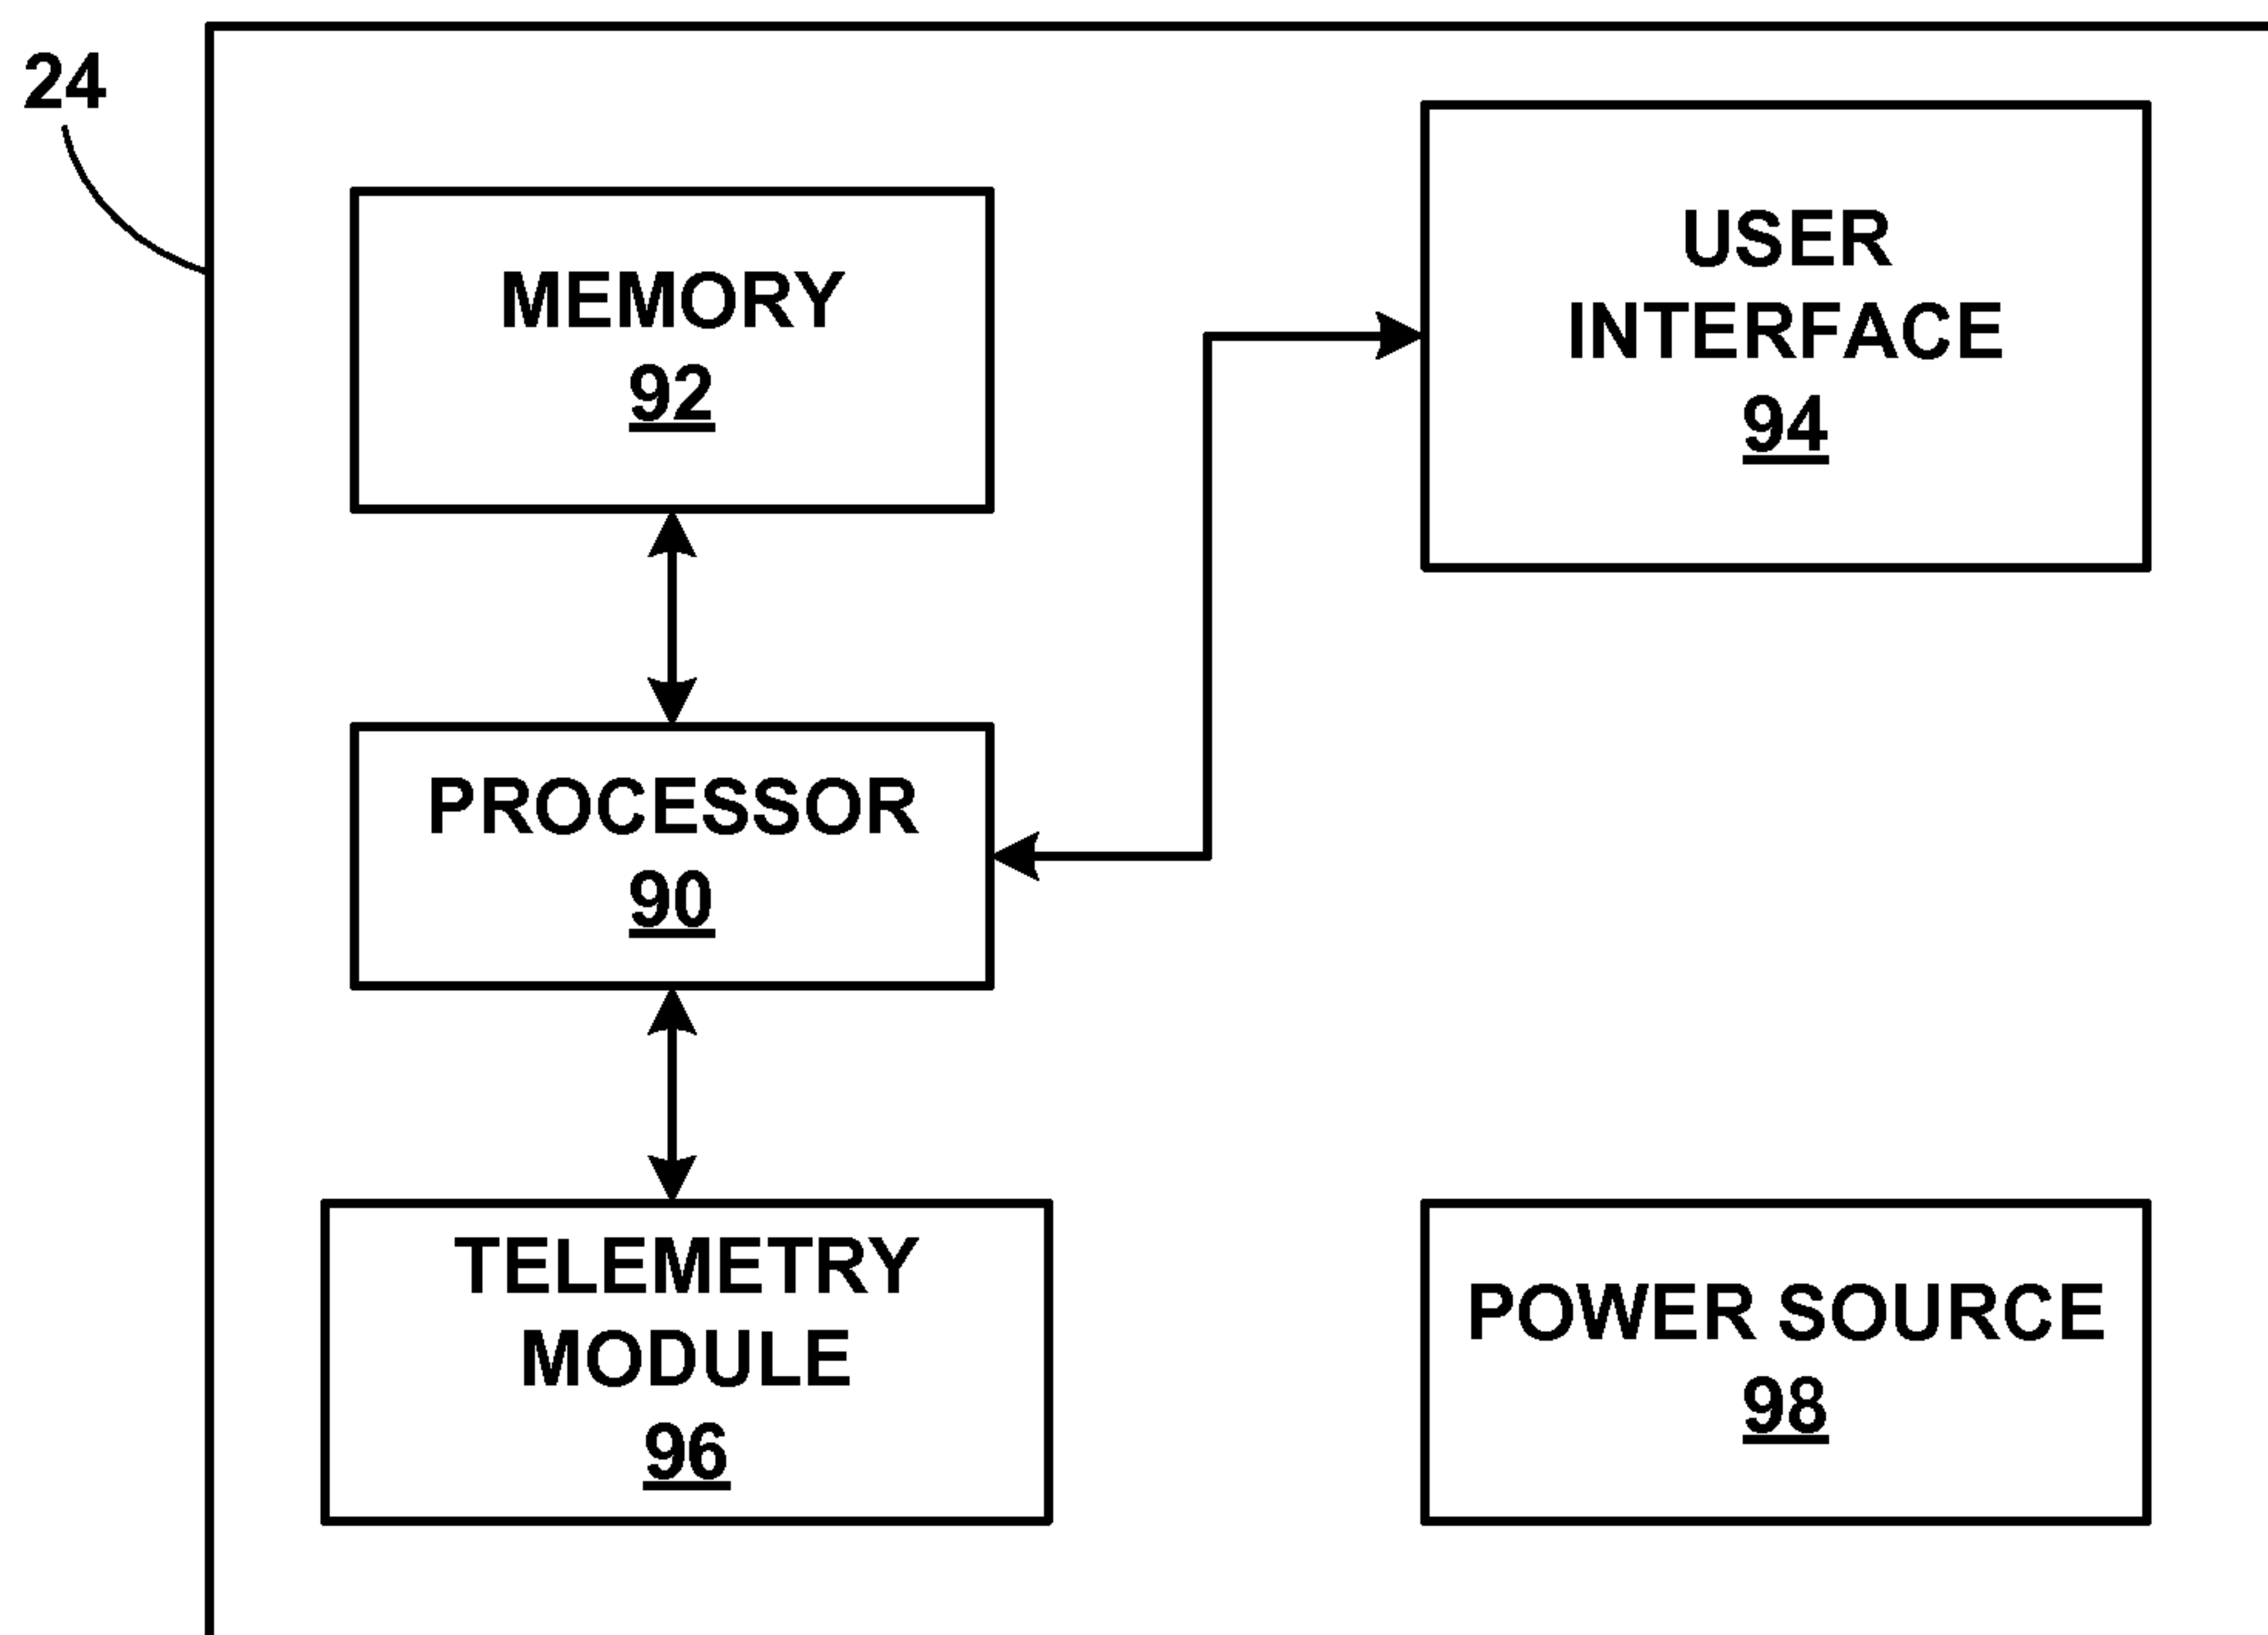 24
MEMORY
92
USER
INTERFACE
94
PROCESSOR
90
TELEMETRY
MODULE
96
POWER SOURCE
98